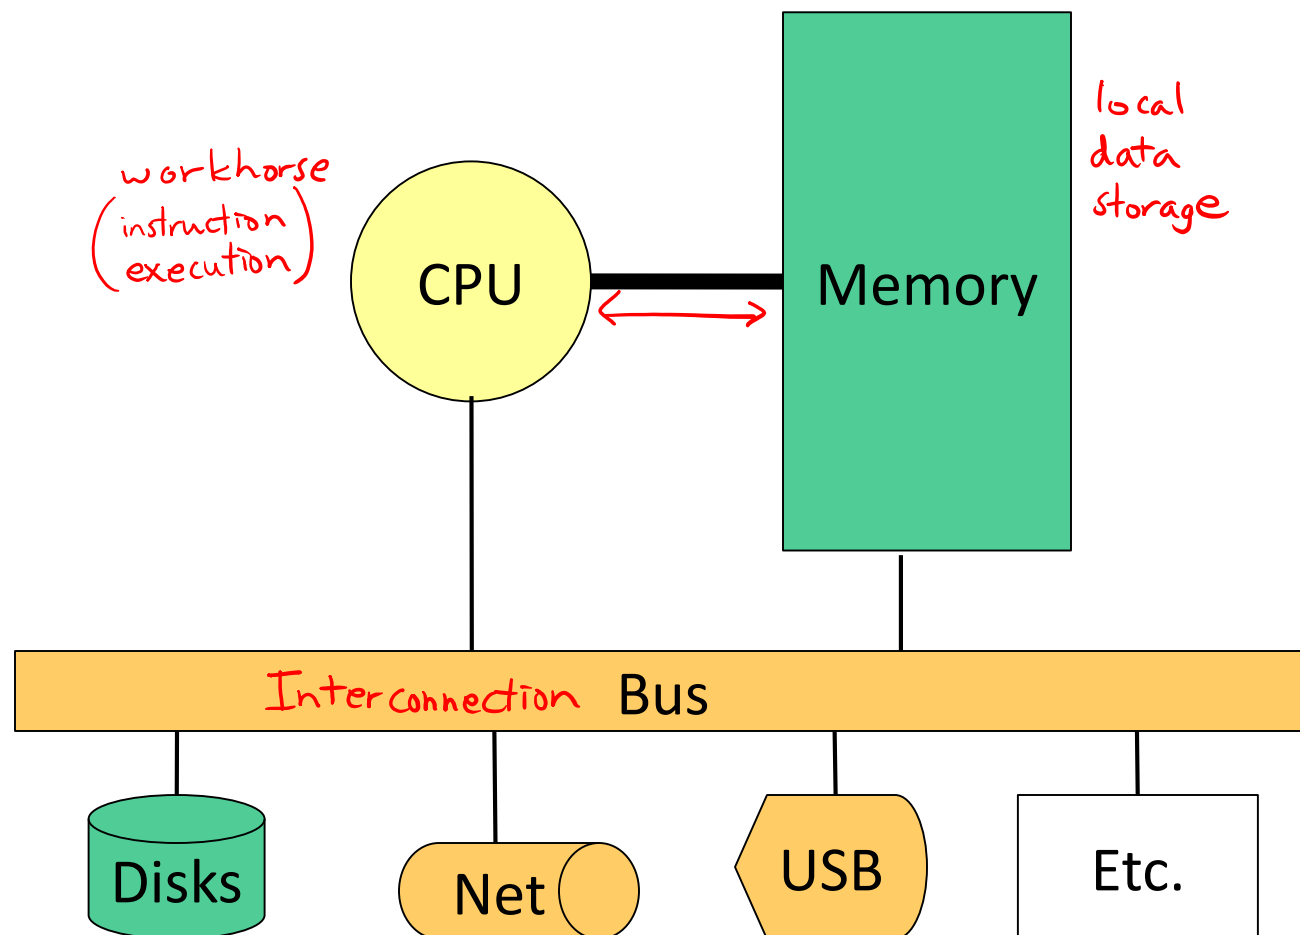 local
data
storage
workhorse
(instruction
execution)
CPU
Memory
Interconnection Bus
Disks
Net
USB
Etc.